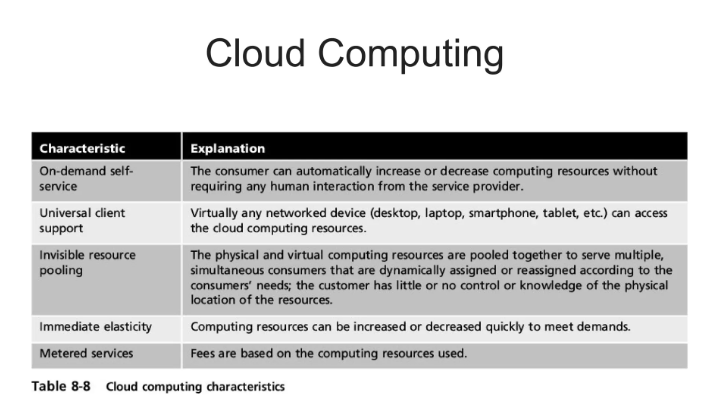 Cloud Computing
Characteristic Explanation
On-demand self- The consumer can automatically increase or decrease computing resources without
service requiring any human interaction from the service provider.
Universal client Virtually any networked device (desktop, laptop, smartphone, tablet, etc.) can access
support the cloud computing resources.
Invisible resource The physical and virtual computing resources are pooled together to serve multiple,
pooling simultaneous consumers that are dynamically assigned or reassigned according to the
consumers' needs; the customer has little or no control or knowledge of the physical
location of the resources.
Immediate elasticity Computing resources can be increased or decreased quickly to meet demands.
Metered services Fees are based on the computing resources used.
Table 8-8 Cloud computing characteristics